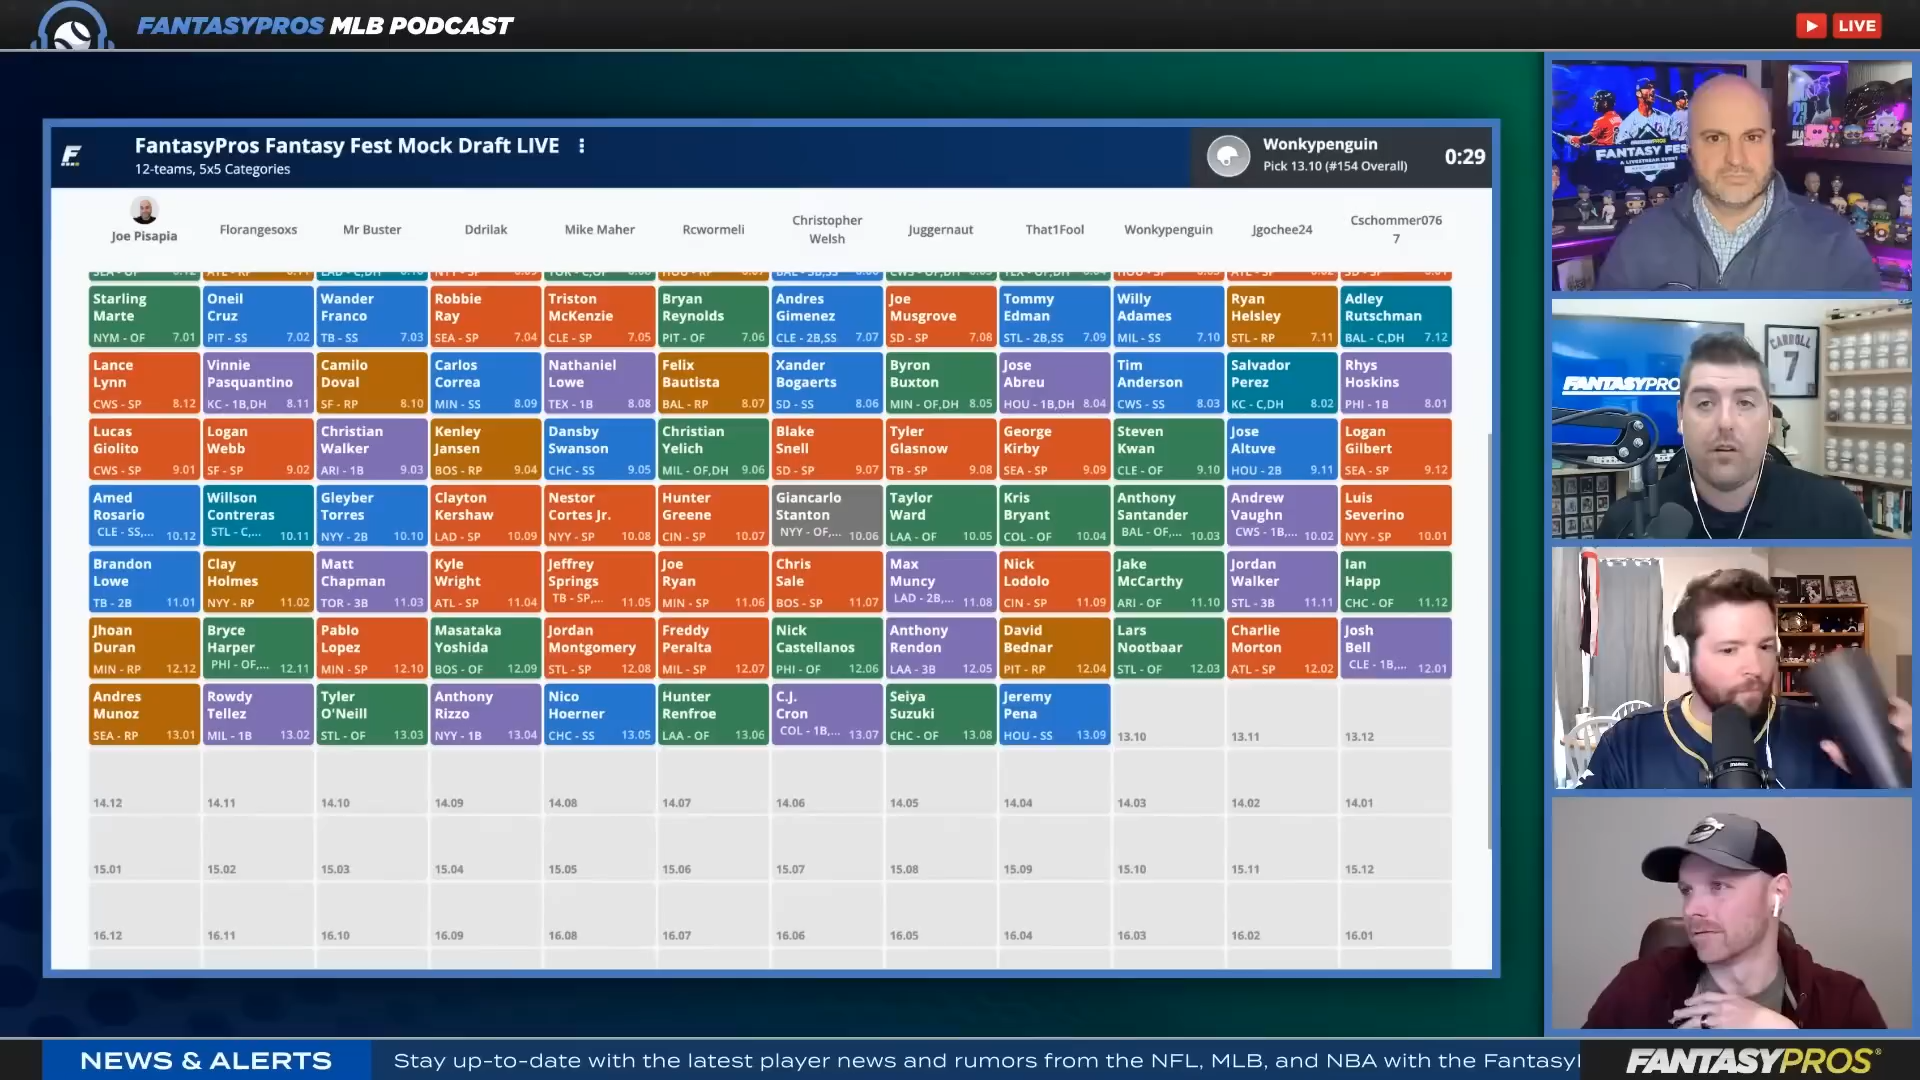 FANTASYPROS MLB PODCAST
LIVE
FantasyPros Fantasy Fest Mock Draft LIVE
12-teams, 5x5 Categories
Wonkypenguin
Pick 13.10 (#154 Overall)
0:29
Joe Pisapia
Florangesoxs
Mr Buster
Ddrilak
Mike Maher
Rcwormeli
Christopher
Welsh
Juggernaut
That1Fool
Wonkypenguin
Jgochee24
Cschommer076
7
Starling Marte NYM - OF 7.01
Oneil Cruz PIT - SS 7.02
Wander Franco TB - SS 7.03
Robbie Ray SEA - SP 7.04
Triston McKenzie CLE - SP 7.05
Bryan Reynolds PIT - OF 7.06
Andres Gimenez CLE - 2B,SS 7.07
Joe Musgrove SD - SP 7.08
Tommy Edman STL - 2B,SS 7.09
Willy Adames MIL - SS 7.10
Ryan Helsley STL - RP 7.11
Adley Rutschman BAL - C,DH 7.12
Lance Lynn CWS - SP 8.12
Vinnie Pasquantino KC - 1B,DH 8.11
Camilo Doval SF - RP 8.10
Carlos Correa MIN - SS 8.09
Nathaniel Lowe TEX - 1B 8.08
Felix Bautista BAL - RP 8.07
Xander Bogaerts SD - SS 8.06
Byron Buxton MIN - OF,DH 8.05
Jose Abreu HOU - 1B,DH 8.04
Tim Anderson CWS - SS 8.03
Salvador Perez KC - C,DH 8.02
Rhys Hoskins PHI - 1B 8.01
Lucas Giolito CWS - SP 9.01
Logan Webb SF - SP 9.02
Christian Walker ARI - 1B 9.03
Kenley Jansen BOS - RP 9.04
Dansby Swanson CHC - SS 9.05
Christian Yelich MIL - OF,DH 9.06
Blake Snell SD - SP 9.07
Tyler Glasnow TB - SP 9.08
George Kirby SEA - SP 9.09
Steven Kwan CLE - OF 9.10
Jose Altuve HOU - 2B 9.11
Logan Gilbert SEA - SP 9.12
Amed Rosario CLE - SS,... 10.12
Willson Contreras STL - C,... 10.11
Gleyber Torres NYY - 2B 10.10
Clayton Kershaw LAD - SP 10.09
Nestor Cortes Jr. NYY - SP 10.08
Hunter Greene CIN - SP 10.07
Giancarlo Stanton NYY - OF,... 10.06
Taylor Ward LAA - OF 10.05
Kris Bryant COL - OF 10.04
Anthony Santander BAL - OF,... 10.03
Andrew Vaughn CWS - 1B,... 10.02
Luis Severino NYY - SP 10.01
Brandon Lowe TB - 2B 11.01
Clay Holmes NYY - RP 11.02
Matt Chapman TOR - 3B 11.03
Kyle Wright ATL - SP 11.04
Jeffrey Springs TB - SP,... 11.05
Joe Ryan MIN - SP 11.06
Chris Sale BOS - SP 11.07
Max Muncy LAD - 2B,... 11.08
Nick Lodolo CIN - SP 11.09
Jake McCarthy ARI - OF 11.10
Jordan Walker STL - 3B 11.11
Ian Happ CHC - OF 11.12
Jhoan Duran MIN - RP 12.12
Bryce Harper PHI - OF,... 12.11
Pablo Lopez MIN - SP 12.10
Masataka Yoshida BOS - OF 12.09
Jordan Montgomery STL - SP 12.08
Freddy Peralta MIL - SP 12.07
Nick Castellanos PHI - OF 12.06
Anthony Rendon LAA - 3B 12.05
David Bednar PIT - RP 12.04
Lars Nootbaar STL - OF 12.03
Charlie Morton ATL - SP 12.02
Josh Bell CLE - 1B,... 12.01
Andres Munoz SEA - RP 13.01
Rowdy Tellez MIL - 1B 13.02
Tyler O'Neill STL - OF 13.03
Anthony Rizzo NYY - 1B 13.04
Nico Hoerner CHC - SS 13.05
Hunter Renfroe LAA - OF 13.06
C.J. Cron COL - 1B,... 13.07
Seiya Suzuki CHC - OF 13.08
Jeremy Pena HOU - SS 13.09
13.10 13.11 13.12
14.12 14.11 14.10 14.09 14.08 14.07 14.06 14.05 14.04 14.03 14.02 14.01
15.01 15.02 15.03 15.04 15.05 15.06 15.07 15.08 15.09 15.10 15.11 15.12
16.12 16.11 16.10 16.09 16.08 16.07 16.06 16.05 16.04 16.03 16.02 16.01
FANTASY FES
CARROLL
7
FANTASYPRO
NEWS & ALERTS
Stay up-to-date with the latest player news and rumors from the NFL, MLB, and NBA with the Fantasy
FANTASYPROS